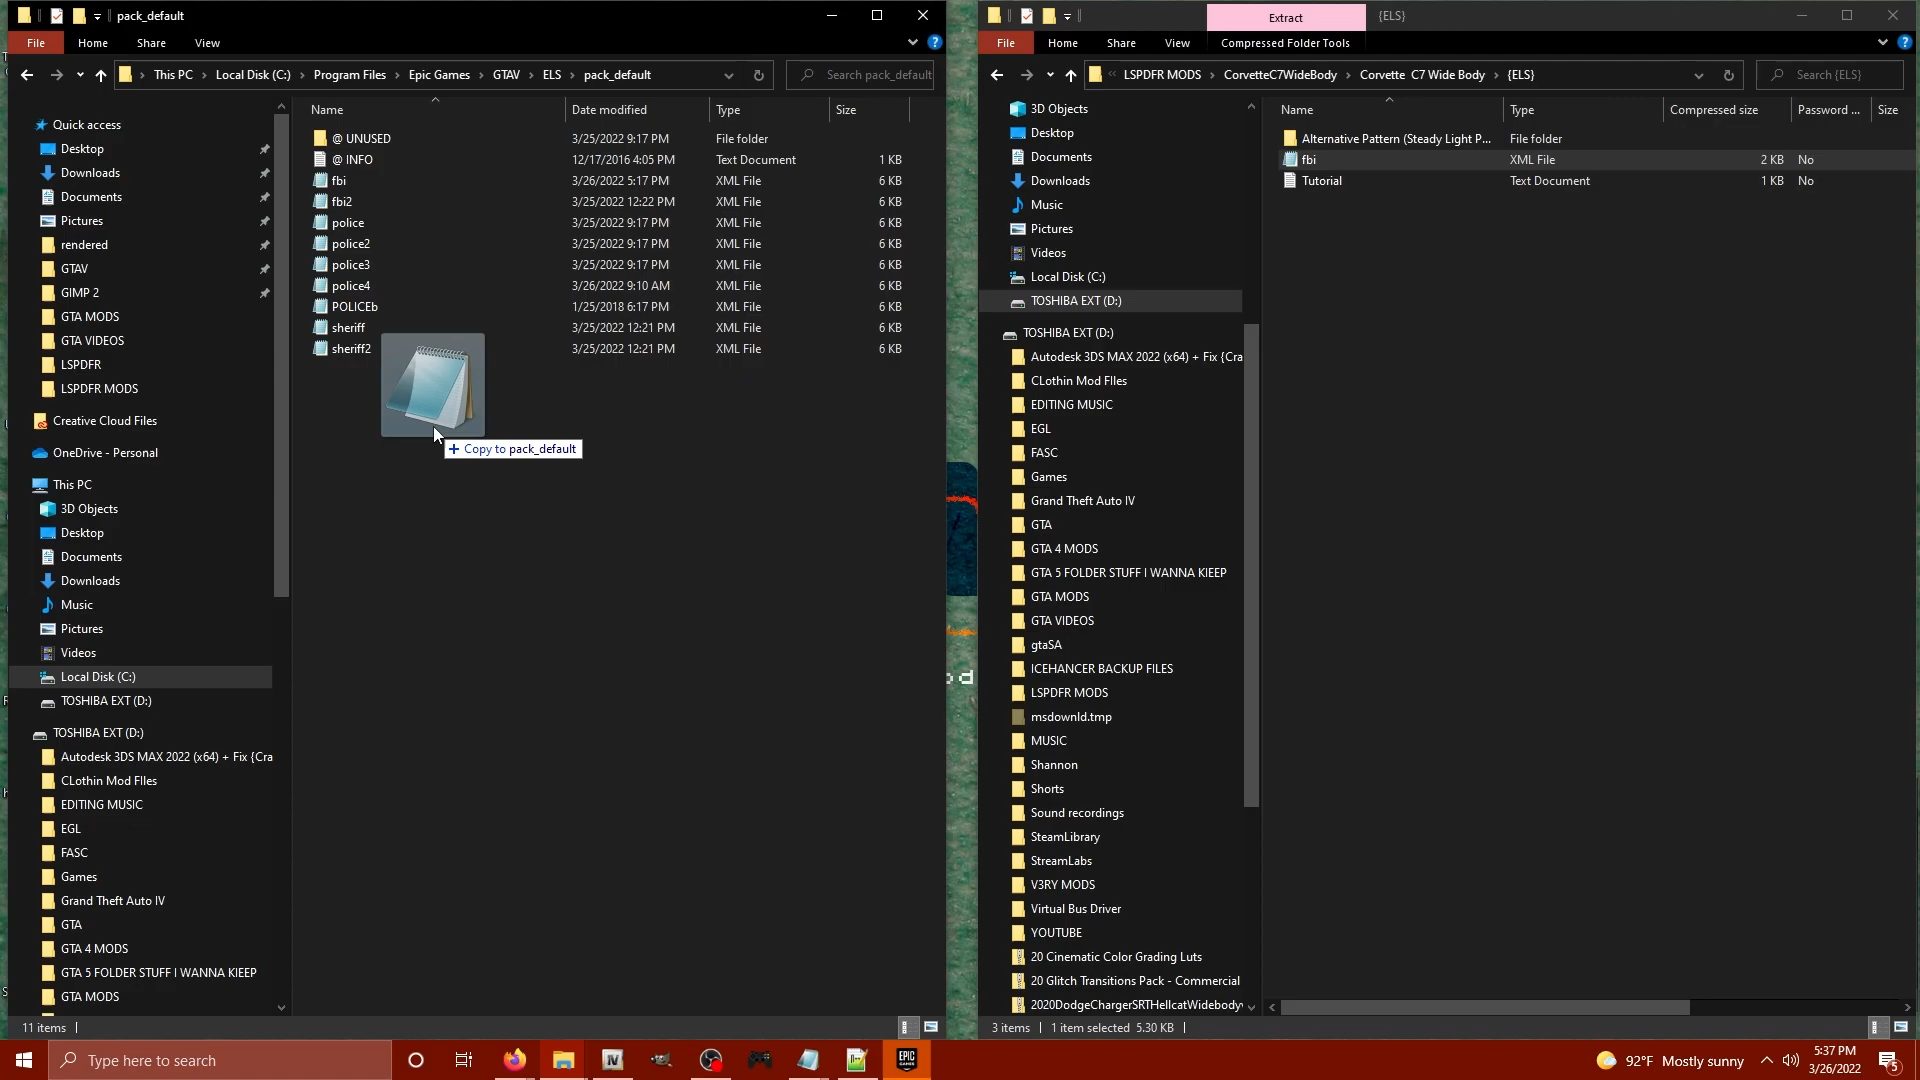 pack_default
File Home Share View
This PC Local Disk (C:) Program Files Epic Games GTAV ELS pack_default
Search pack_default
Quick access
Desktop
Downloads
Documents
Pictures
rendered
GTAV
GIMP 2
GTA MODS
GTA VIDEOS
LSPDFR
LSPDFR MODS
Creative Cloud Files
OneDrive - Personal
This PC
3D Objects
Desktop
Documents
Downloads
Music
Pictures
Videos
Local Disk (C:)
TOSHIBA EXT (D:)
TOSHIBA EXT (D:)
Autodesk 3DS MAX 2022 (x64) + Fix {Cra
CLothin Mod FIles
EDITING MUSIC
EGL
FASC
Games
Grand Theft Auto IV
GTA
GTA 4 MODS
GTA 5 FOLDER STUFF I WANNA KIEEP
GTA MODS
Name Date modified Type Size
@ UNUSED 3/25/2022 9:17 PM File folder
@ INFO 12/17/2016 4:05 PM Text Document 1 KB
fbi 3/26/2022 5:17 PM XML File 6 KB
fbi2 3/25/2022 12:22 PM XML File 6 KB
police 3/25/2022 9:17 PM XML File 6 KB
police2 3/25/2022 9:17 PM XML File 6 KB
police3 3/25/2022 9:17 PM XML File 6 KB
police4 3/26/2022 9:10 AM XML File 6 KB
POLICEb 1/25/2018 6:17 PM XML File 6 KB
sheriff 3/25/2022 12:21 PM XML File 6 KB
sheriff2 3/25/2022 12:21 PM XML File 6 KB
+ Copy to pack_default
11 items
Extract {ELS}
File Home Share View Compressed Folder Tools
« LSPDFR MODS CorvetteC7WideBody Corvette C7 Wide Body {ELS}
Search {ELS}
3D Objects
Desktop
Documents
Downloads
Music
Pictures
Videos
Local Disk (C:)
TOSHIBA EXT (D:)
TOSHIBA EXT (D:)
Autodesk 3DS MAX 2022 (x64) + Fix {Cra
CLothin Mod FIles
EDITING MUSIC
EGL
FASC
Games
Grand Theft Auto IV
GTA
GTA 4 MODS
GTA 5 FOLDER STUFF I WANNA KIEEP
GTA MODS
GTA VIDEOS
gtaSA
ICEHANCER BACKUP FILES
LSPDFR MODS
msdownld.tmp
MUSIC
Shannon
Shorts
Sound recordings
SteamLibrary
StreamLabs
V3RY MODS
Virtual Bus Driver
YOUTUBE
20 Cinematic Color Grading Luts
20 Glitch Transitions Pack - Commercial
2020DodgeChargerSRTHellcatWidebody
Name Type Compressed size Password ... Size
Alternative Pattern (Steady Light P... File folder
fbi XML File 2 KB No
Tutorial Text Document 1 KB No
3 items 1 item selected 5.30 KB
d
Type here to search
IV
EPIC GAMES
92°F Mostly sunny
5:37 PM
3/26/2022
5